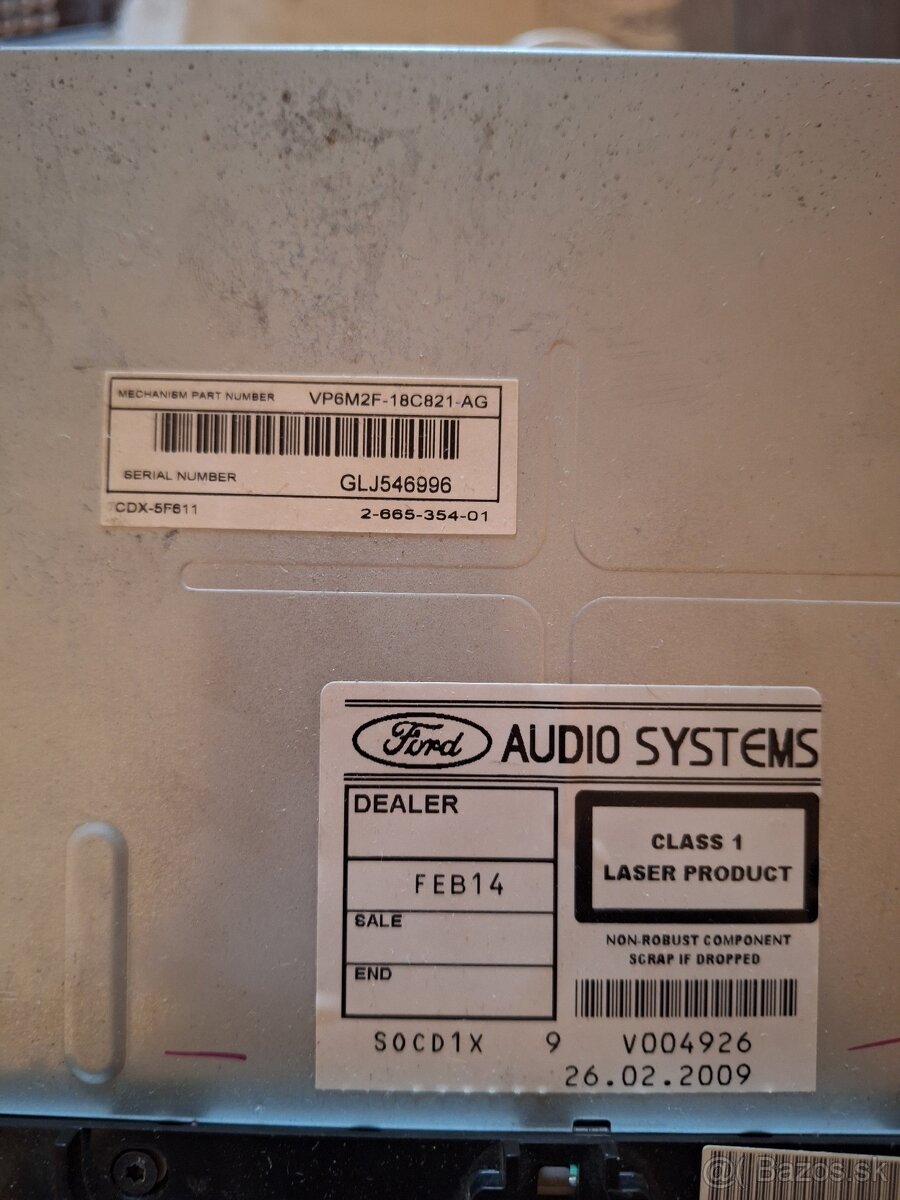 MECHANISM PART NUMBER VP6M2F-18C821-AG
SERIAL NUMBER GLJ546996
CDX-5F611 2-665-354-01
Ford AUDIO SYSTEMS
DEALER
FEB14
SALE
END
CLASS 1
LASER PRODUCT
NON-ROBUST COMPONENT
SCRAP IF DROPPED
SOCD1X 9 V004926
26.02.2009
@ Bazos.sk